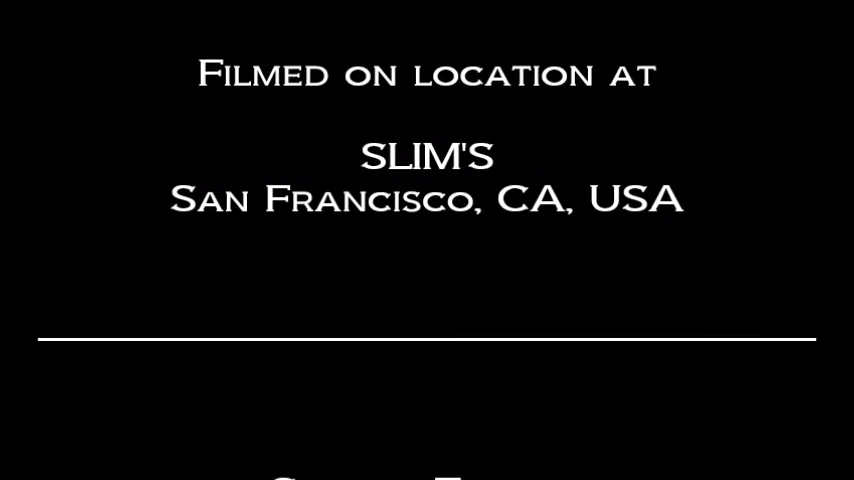 Filmed on location at
SLIM'S
San Francisco, CA, USA